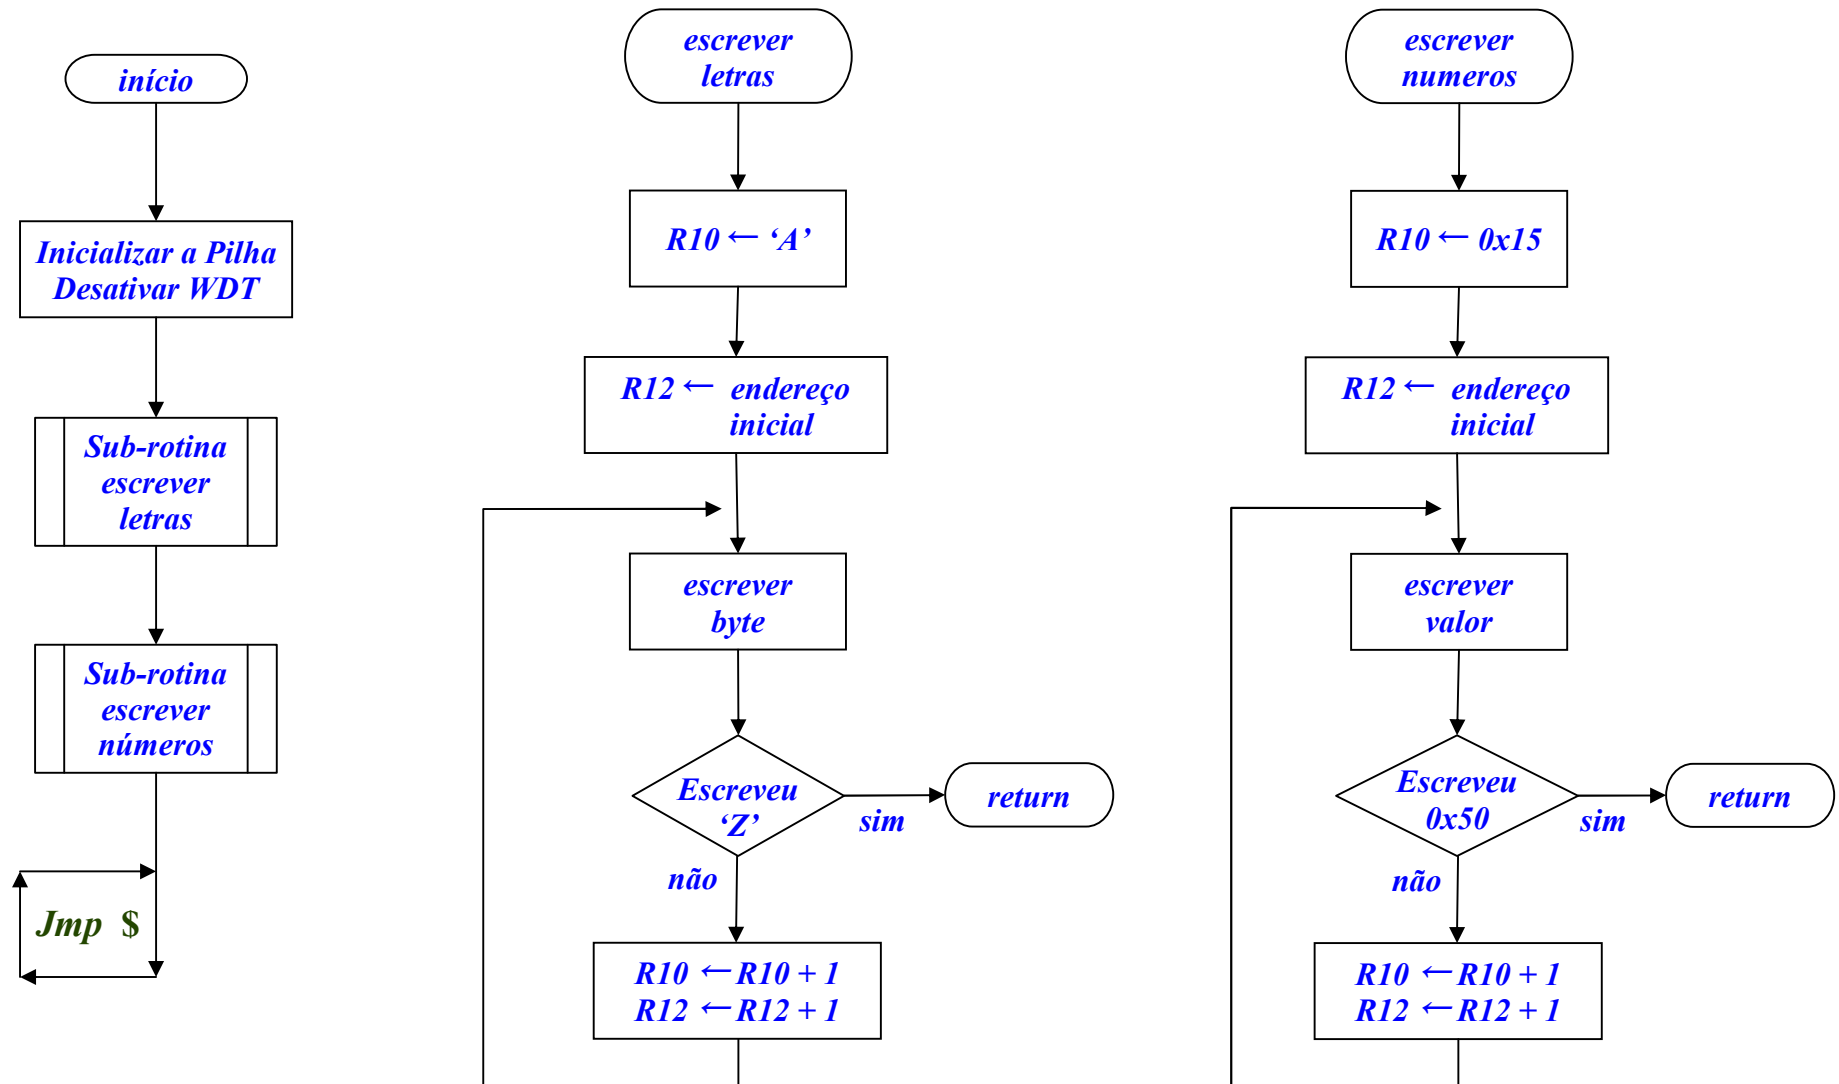 início
Inicializar a Pilha
Desativar WDT
Sub-rotina
escrever
letras
Sub-rotina
escrever
números
Jmp $
escrever
letras
R10 ← ‘A’
R12 ← endereço
inicial
escrever
byte
Escreveu
‘Z’
sim
return
não
R10 ← R10 + 1
R12 ← R12 + 1
escrever
numeros
R10 ← 0x15
R12 ← endereço
inicial
escrever
valor
Escreveu
0x50
sim
return
não
R10 ← R10 + 1
R12 ← R12 + 1